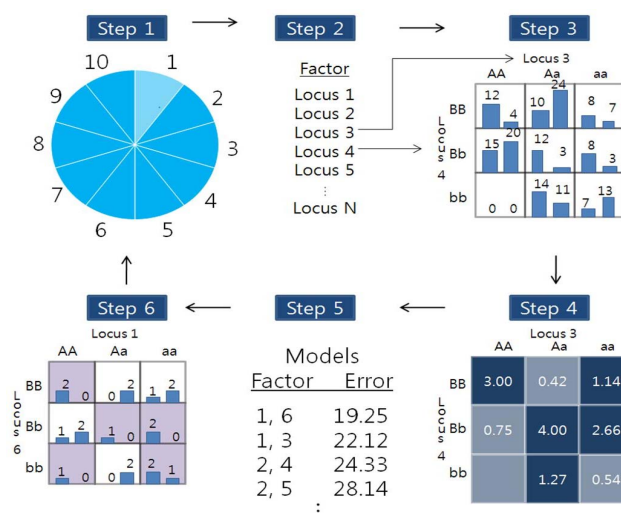 Step 1
Step 2
Step 3
10 1
9 2
8 3
7 4
6 5
Factor
Locus 1
Locus 2
Locus 3
Locus 4
Locus 5
:
Locus N
Locus 3
AA Aa aa
Locus 4
BB 12 4 10 24 8 7
Bb 15 20 12 3 8 3
bb 0 0 14 11 7 13
Step 6
Step 5
Step 4
Locus 1
AA Aa aa
Locus 6
BB 2 0 0 2 1 2
Bb 1 2 1 0 2 0
bb 1 0 0 2 2 1
Models
Factor Error
1, 6 19.25
1, 3 22.12
2, 4 24.33
2, 5 28.14
:
Locus 3
AA Aa aa
Locus 4
BB 3.00 0.42 1.14
Bb 0.75 4.00 2.66
bb 1.27 0.54